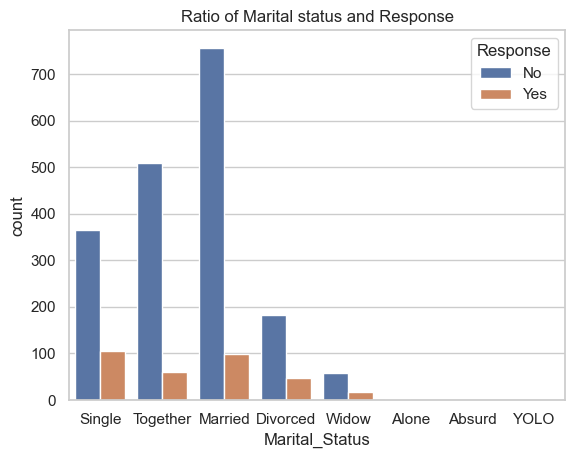 Ratio of Marital status and Response
Response
No
Yes
700
600
500
400
300
200
100
0
count
Single Together Married Divorced Widow Alone Absurd YOLO
Marital_Status